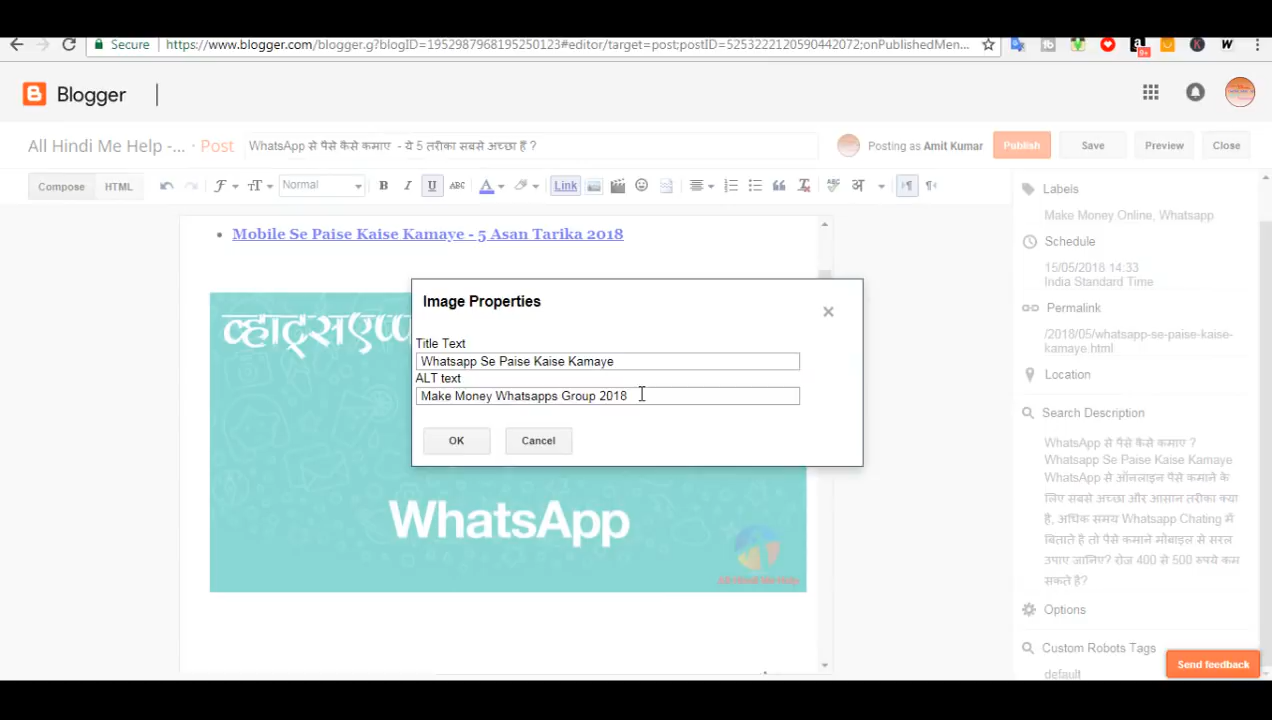 Secure https://www.blogger.com/blogger.g?blogID=1952987968195250123#editor/target=post;postID=5253222120590442072;onPublishedMen...
Blogger
All Hindi Me Help -... · Post WhatsApp से पैसे कैसे कमाए - ये 5 तरीका सबसे अच्छा हैं ? Posting as Amit Kumar Publish Save Preview Close
Compose HTML Normal B I U ABC A Link अ
Mobile Se Paise Kaise Kamaye - 5 Asan Tarika 2018
Labels
Make Money Online, Whatsapp
Schedule
15/05/2018 14:33
India Standard Time
Permalink
/2018/05/whatsapp-se-paise-kaise-
kamaye.html
Location
Search Description
WhatsApp से पैसे कैसे कमाए ?
Whatsapp Se Paise Kaise Kamaye
WhatsApp से ऑनलाइन पैसे कमाने के
लिए सबसे अच्छा और आसान तरीका क्या
है, अधिक समय Whatsapp Chating में
बिताते है तो पैसे कमाने मोबाइल से सरल
उपाए जानिए? रोज 400 से 500 रुपये कम
सकते है?
Options
Custom Robots Tags
default
Send feedback
Image Properties
Title Text
Whatsapp Se Paise Kaise Kamaye
ALT text
Make Money Whatsapps Group 2018
OK Cancel
व्हाट्सएप्प
WhatsApp
All Hindi Me Help